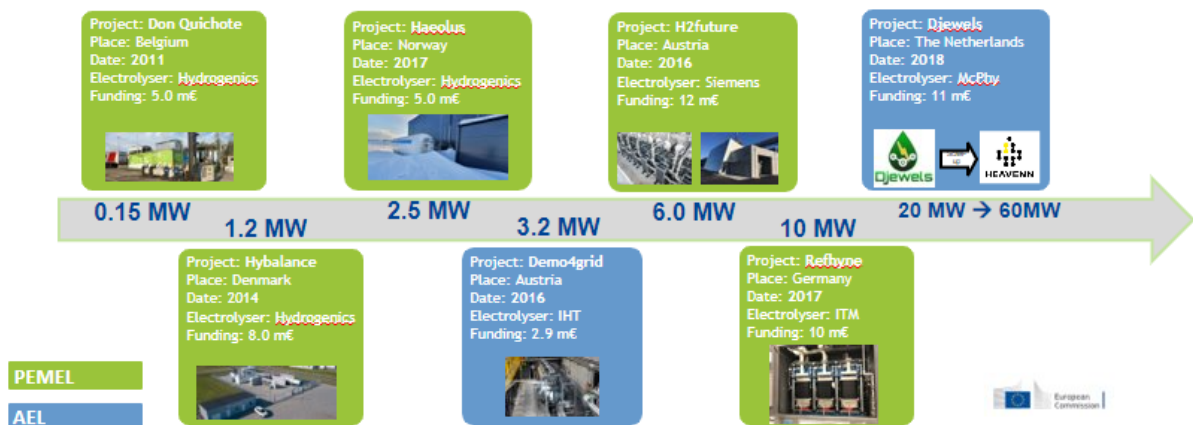 Project: Don Quichote
Place: Belgium
Date: 2011
Electrolyser: Hydrogenics
Funding: 5.0 m€
Project: Haeolus
Place: Norway
Date: 2017
Electrolyser: Hydrogenics
Funding: 5.0 m€
Project: H2future
Place: Austria
Date: 2016
Electrolyser: Siemens
Funding: 12 m€
Project: Djewels
Place: The Netherlands
Date: 2018
Electrolyser: McPhy
Funding: 11 m€
Djewels
HEAVENN
0.15 MW
1.2 MW
2.5 MW
3.2 MW
6.0 MW
10 MW
20 MW → 60MW
Project: Hybalance
Place: Denmark
Date: 2014
Electrolyser: Hydrogenics
Funding: 8.0 m€
Project: Demo4grid
Place: Austria
Date: 2016
Electrolyser: IHT
Funding: 2.9 m€
Project: Refhyne
Place: Germany
Date: 2017
Electrolyser: ITM
Funding: 10 m€
PEMEL
AEL
European
Commission